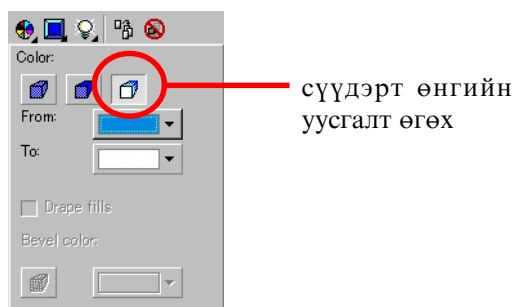 Color:
From:
сүүдэрт өнгийн
уусгалт өгөх
To:
Drape fills
Bevel color: